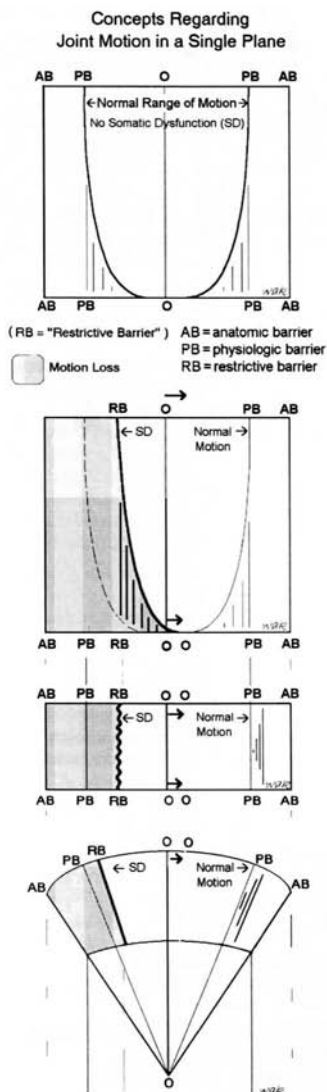 Concepts Regarding
Joint Motion in a Single Plane
AB PB O PB AB
←Normal Range of Motion→
No Somatic Dysfunction (SD)
AB PB O PB AB
(RB = "Restrictive Barrier") AB = anatomic barrier
PB = physiologic barrier
Motion Loss RB = restrictive barrier
RB O → PB AB
←SD Normal →
Motion
→
AB PB RB O O PB AB
AB PB RB O O PB AB
←SD → Normal →
Motion
→
AB PB RB O O PB AB
O O
AB PB RB → PB AB
← SD Normal →
Motion
O